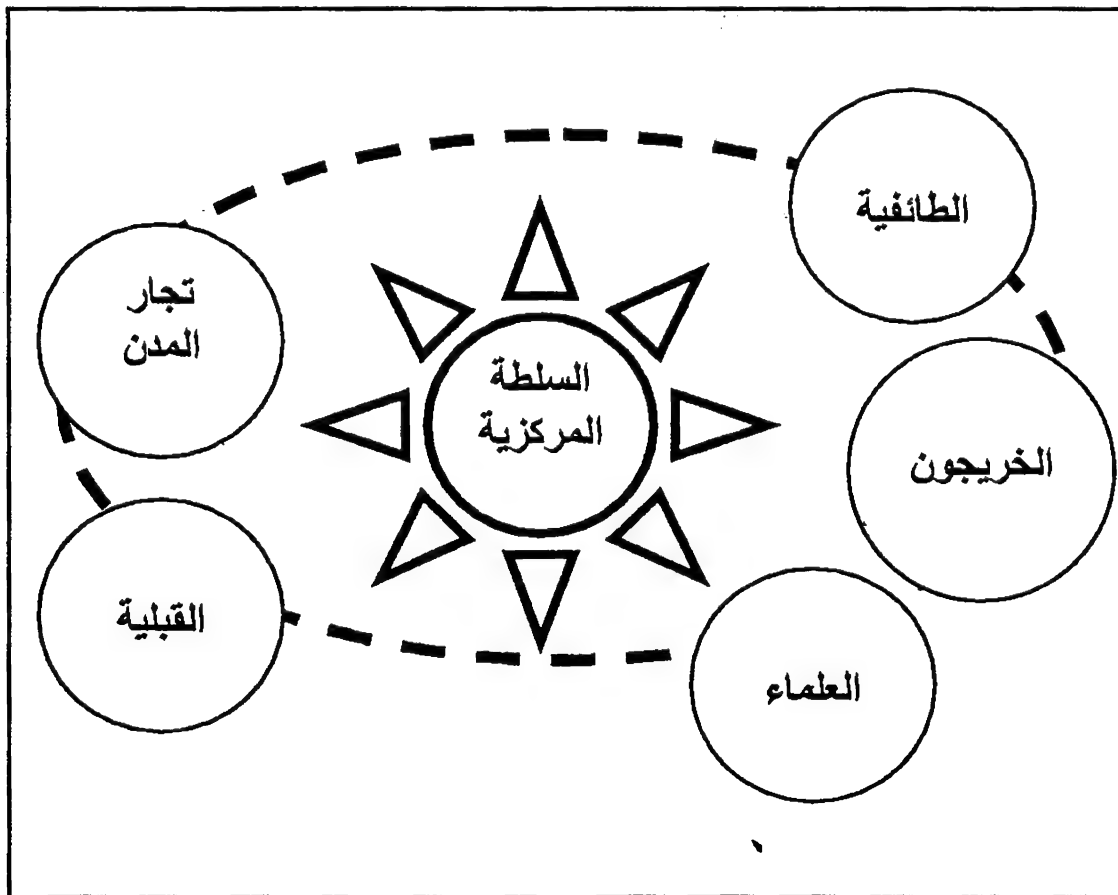 الطائفية
تجار
المدن
السلطة
المركزية
الخريجون
القبلية
العلماء